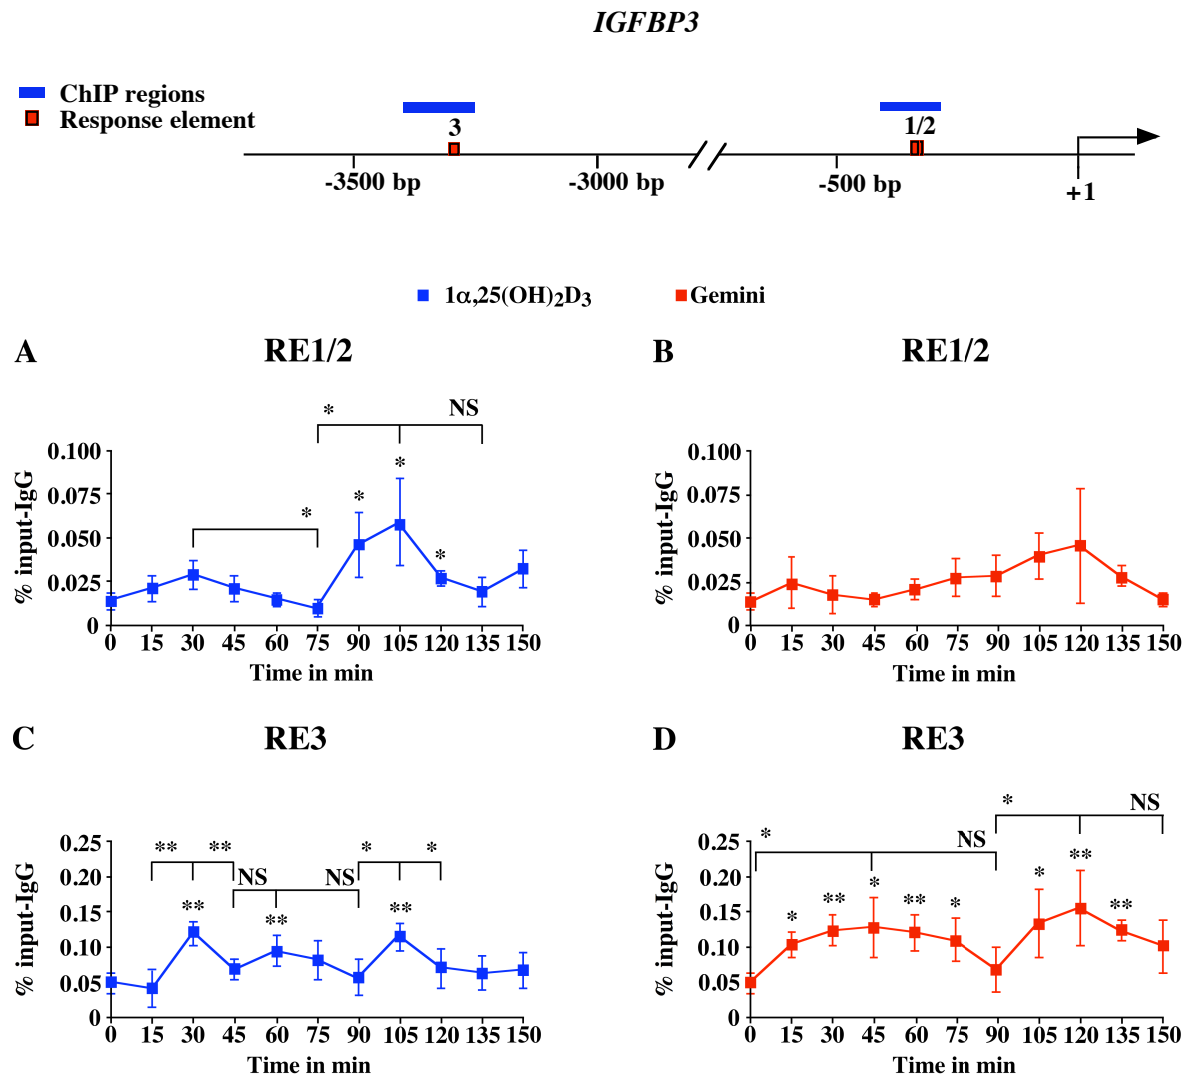 IGFBP3
ChIP regions
Response element
3
1/2
-3500 bp
-3000 bp
-500 bp
+1
1α,25(OH)₂D₃
Gemini
A
RE1/2
* NS
*
* * *
% input-IgG
0.100
0.075
0.050
0.025
0
0 15 30 45 60 75 90 105 120 135 150
Time in min
B
RE1/2
% input-IgG
0.100
0.075
0.050
0.025
0
0 15 30 45 60 75 90 105 120 135 150
Time in min
C
RE3
** ** * *
NS NS
** ** **
% input-IgG
0.25
0.20
0.15
0.10
0.05
0
0 15 30 45 60 75 90 105 120 135 150
Time in min
D
RE3
* NS
* NS
* ** * ** * * ** **
% input-IgG
0.25
0.20
0.15
0.10
0.05
0
0 15 30 45 60 75 90 105 120 135 150
Time in min